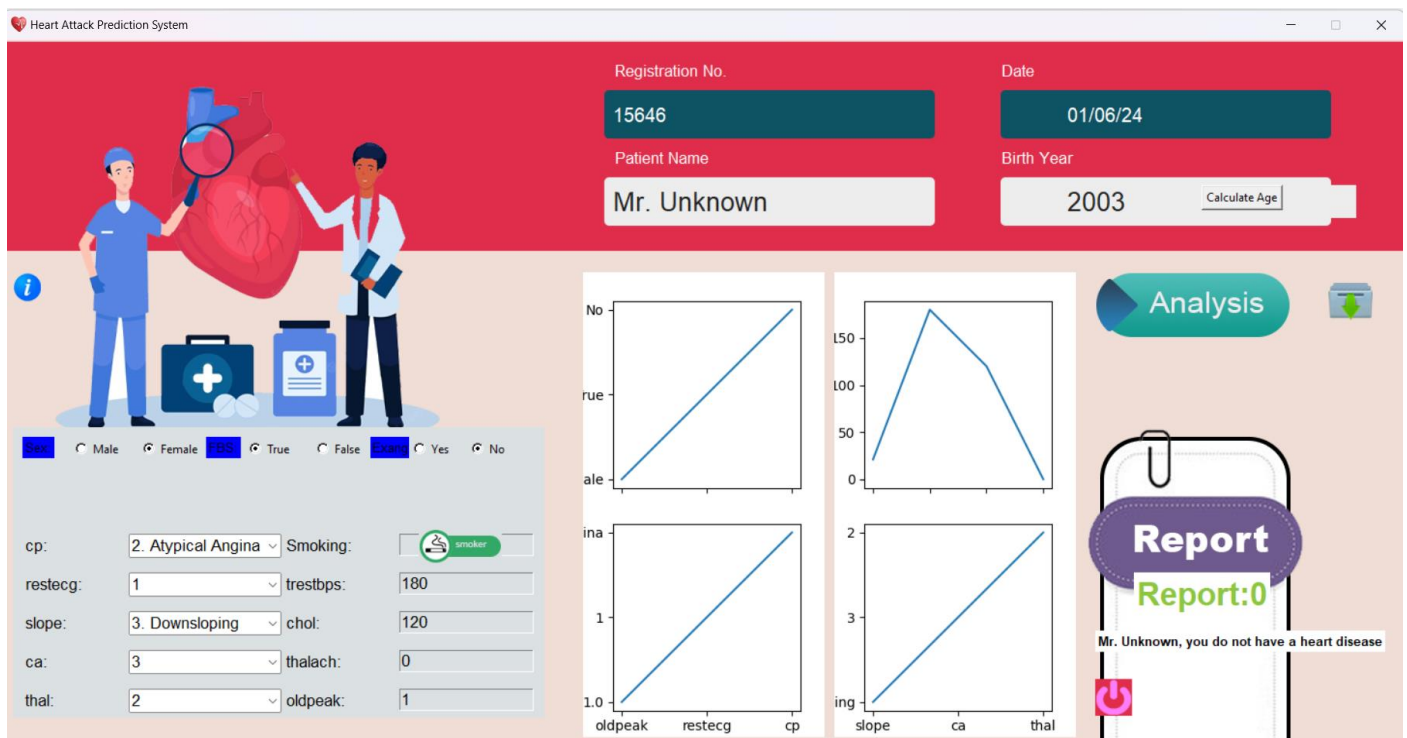 Heart Attack Prediction System
Registration No.
Date
15646
01/06/24
Patient Name
Birth Year
Mr. Unknown
2003
Calculate Age
i
Analysis
Sex: Male Female FBS: True False Exang Yes No
cp: 2. Atypical Angina Smoking: smoker
restecg: 1 trestbps: 180
slope: 3. Downsloping chol: 120
ca: 3 thalach: 0
thal: 2 oldpeak: 1
No
rue
ale
150
100
50
0
ina
1
1.0
oldpeak restecg cp
2
3
ing
slope ca thal
Report
Report:0
Mr. Unknown, you do not have a heart disease